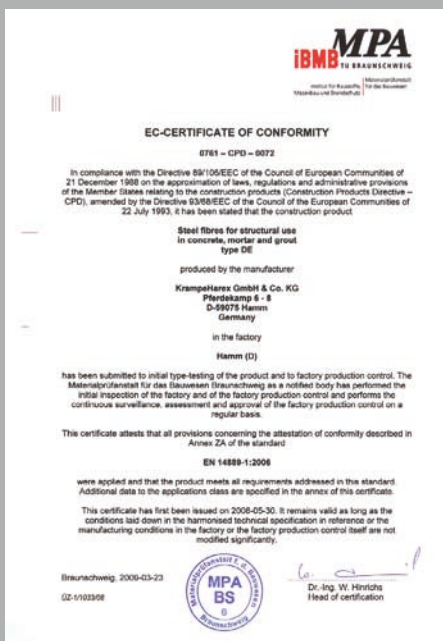 iBMB MPA
TU BRAUNSCHWEIG
Institut für Baustoffe,
Massivbau und Brandschutz
Materialprüfanstalt
für das Bauwesen
EC-CERTIFICATE OF CONFORMITY
0761 – CPD – 0072
In compliance with the Directive 89/106/EEC of the Council of European Communities of
21 December 1988 on the approximation of laws, regulations and administrative provisions
of the Member States relating to the construction products (Construction Products Directive –
CPD), amended by the Directive 93/68/EEC of the Council of the European Communities of
22 July 1993, it has been stated that the construction product
Steel fibres for structural use
in concrete, mortar and grout
type DE
produced by the manufacturer
KrampeHarex GmbH & Co. KG
Pferdekamp 6 - 8
D-59075 Hamm
Germany
in the factory
Hamm (D)
has been submitted to initial type-testing of the product and to factory production control. The
Materialprüfanstalt für das Bauwesen Braunschweig as a notified body has performed the
initial inspection of the factory and of the factory production control and performs the
continuous surveillance, assessment and approval of the factory production control on a
regular basis.
This certificate attests that all provisions concerning the attestation of conformity described in
Annex ZA of the standard
EN 14889-1:2006
were applied and that the product meets all requirements addressed in this standard.
Additional data to the applications class are specified in the annex of this certificate.
This certificate has first been issued on 2008-05-30. It remains valid as long as the
conditions laid down in the harmonised technical specification in reference or the
manufacturing conditions in the factory or the factory production control itself are not
modified significantly.
Braunschweig, 2009-03-23
ÜZ-1/1033/08
Materialprüfanstalt f. d. Bauwesen
MPA
BS
6
Braunschweig
Dr.-Ing. W. Hinrichs
Head of certification